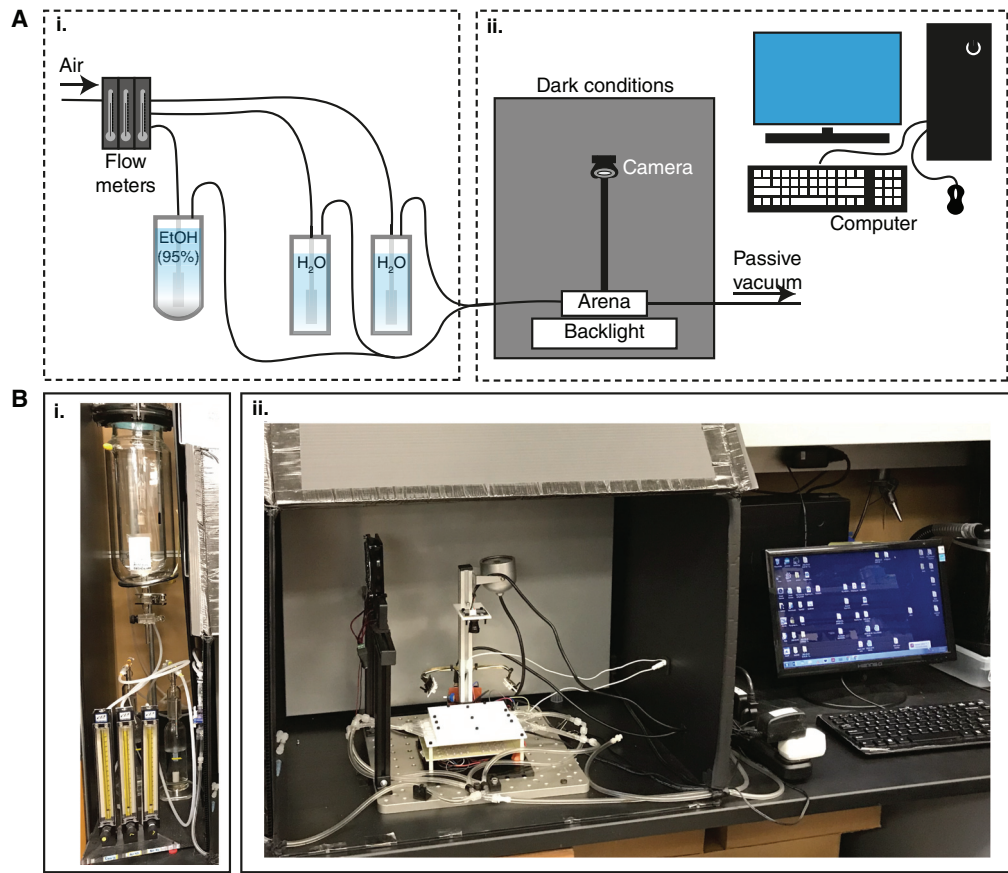 A
i.
Air
Flow
meters
EtOH
(95%)
H₂O
H₂O
ii.
Dark conditions
Camera
Arena
Backlight
Passive
vacuum
Computer
B
i.
ii.